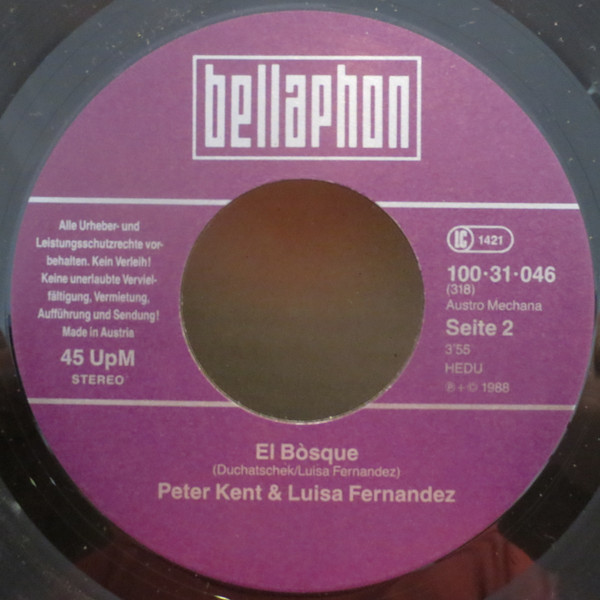 bellaphon
Alle Urheber- und
Leistungsschutzrechte vor-
behalten. Kein Verleih!
Keine unerlaubte Verviel-
fältigung, Vermietung,
Aufführung und Sendung!
Made in Austria
45 UpM
STEREO
LC 1421
100·31·046
(318)
Austro Mechana
Seite 2
3'55
HEDU
℗ + © 1988
El Bòsque
(Duchatschek/Luisa Fernandez)
Peter Kent & Luisa Fernandez